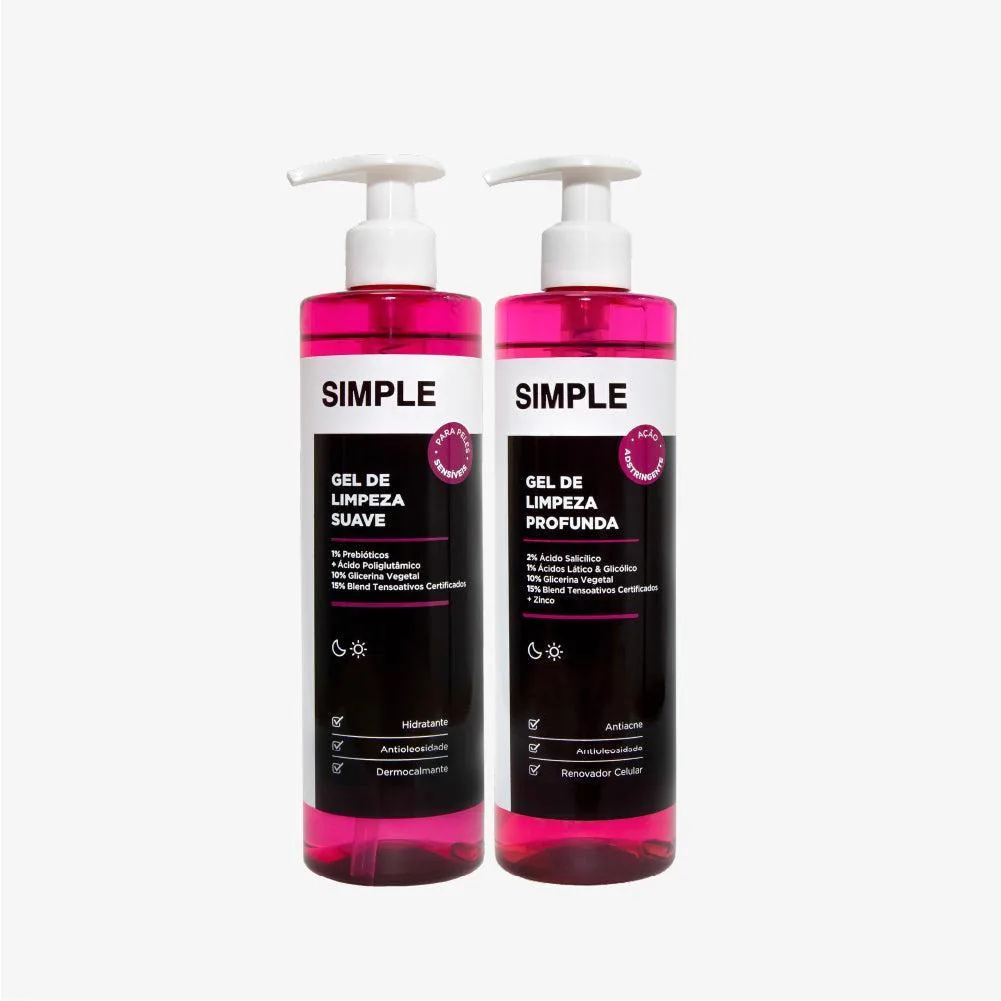 SIMPLE
PARA PELES
SENSÍVEIS
GEL DE
LIMPEZA
SUAVE
1% Prebióticos
+ Ácido Poliglutâmico
10% Glicerina Vegetal
15% Blend Tensoativos Certificados
Hidratante
Antioleosidade
Dermocalmante
SIMPLE
AÇÃO
ADSTRINGENTE
GEL DE
LIMPEZA
PROFUNDA
2% Ácido Salicílico
1% Ácidos Lático & Glicólico
10% Glicerina Vegetal
15% Blend Tensoativos Certificados
+ Zinco
Antiacne
Antioleosidade
Renovador Celular